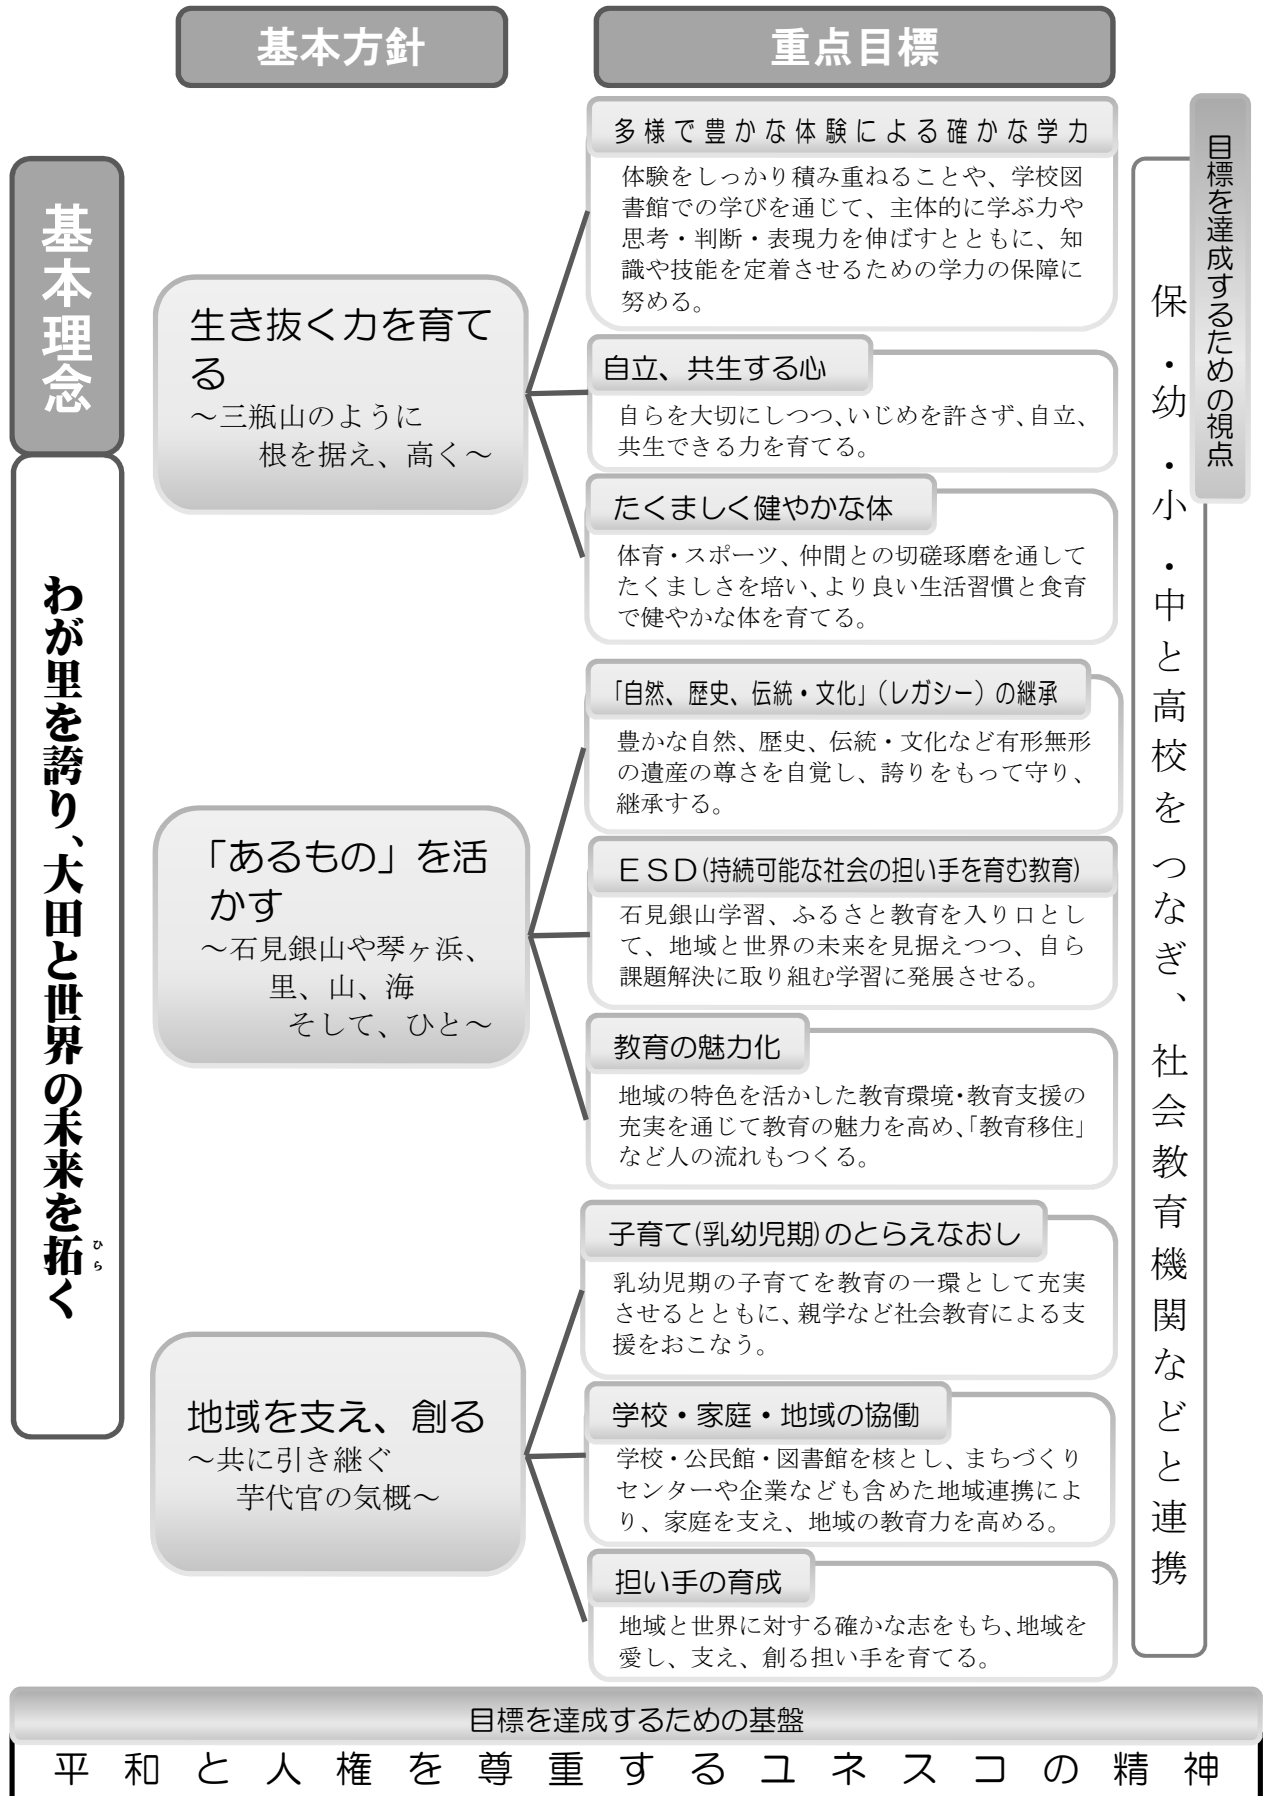 基本方針
重点目標
基本理念
わが里を誇り、大田と世界の未来を拓く
ひら
生き抜く力を育て
る
～三瓶山のように
根を据え、高く～
多様で豊かな体験による確かな学力
体験をしっかり積み重ねることや、学校図
書館での学びを通じて、主体的に学ぶ力や
思考・判断・表現力を伸ばすとともに、知
識や技能を定着させるための学力の保障に
努める。
自立、共生する心
自らを大切にしつつ、いじめを許さず、自立、
共生できる力を育てる。
たくましく健やかな体
体育・スポーツ、仲間との切磋琢磨を通して
たくましさを培い、より良い生活習慣と食育
で健やかな体を育てる。
「あるもの」を活
かす
～石見銀山や琴ヶ浜、
里、山、海
そして、ひと～
「自然、歴史、伝統・文化」（レガシー）の継承
豊かな自然、歴史、伝統・文化など有形無形
の遺産の尊さを自覚し、誇りをもって守り、
継承する。
ＥＳＤ(持続可能な社会の担い手を育む教育)
石見銀山学習、ふるさと教育を入り口とし
て、地域と世界の未来を見据えつつ、自ら
課題解決に取り組む学習に発展させる。
教育の魅力化
地域の特色を活かした教育環境・教育支援の
充実を通じて教育の魅力を高め、「教育移住」
など人の流れもつくる。
地域を支え、創る
～共に引き継ぐ
芋代官の気概～
子育て(乳幼児期)のとらえなおし
乳幼児期の子育てを教育の一環として充実
させるとともに、親学など社会教育による支
援をおこなう。
学校・家庭・地域の協働
学校・公民館・図書館を核とし、まちづくり
センターや企業なども含めた地域連携によ
り、家庭を支え、地域の教育力を高める。
担い手の育成
地域と世界に対する確かな志をもち、地域を
愛し、支え、創る担い手を育てる。
目標を達成するための視点
保・幼・小・中と高校をつなぎ、社会教育機関などと連携
目標を達成するための基盤
平和と人権を尊重するユネスコの精神